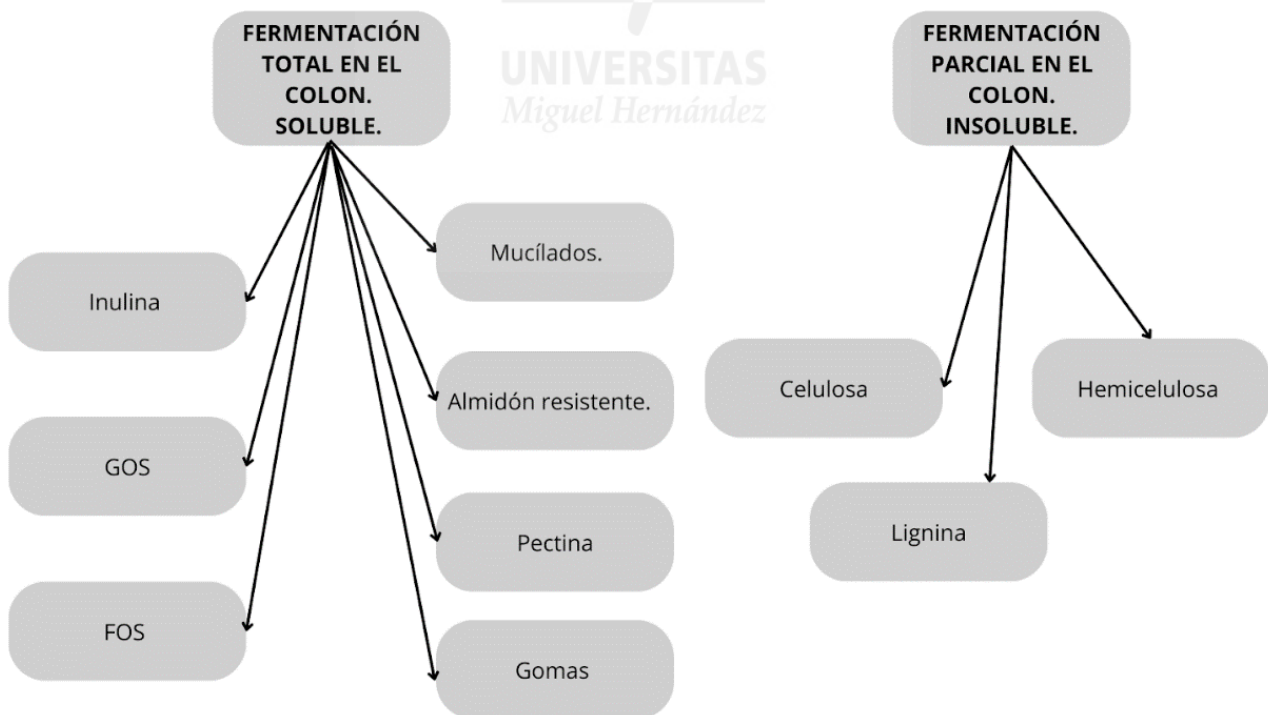 FERMENTACIÓN
TOTAL EN EL
COLON.
SOLUBLE.
UNIVERSITAS
Miguel Hernández
FERMENTACIÓN
PARCIAL EN EL
COLON.
INSOLUBLE.
Mucílados.
Inulina
Almidón resistente.
GOS
Pectina
FOS
Gomas
Celulosa
Hemicelulosa
Lignina